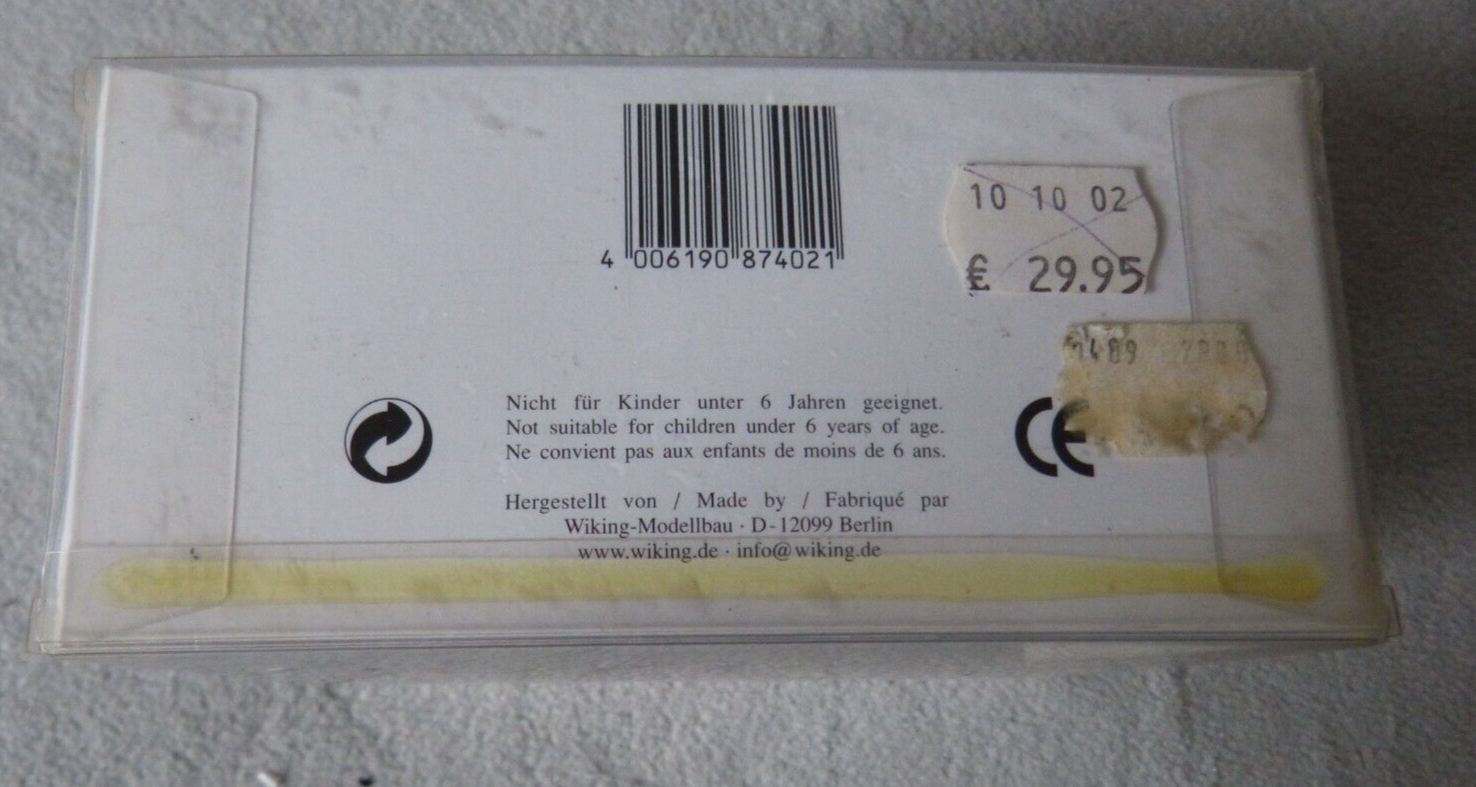 4 006190 874021
10 10 02
€ 29.95
Nicht für Kinder unter 6 Jahren geeignet.
Not suitable for children under 6 years of age.
Ne convient pas aux enfants de moins de 6 ans.
CE
Hergestellt von / Made by / Fabriqué par
Wiking-Modellbau · D-12099 Berlin
www.wiking.de · info@wiking.de